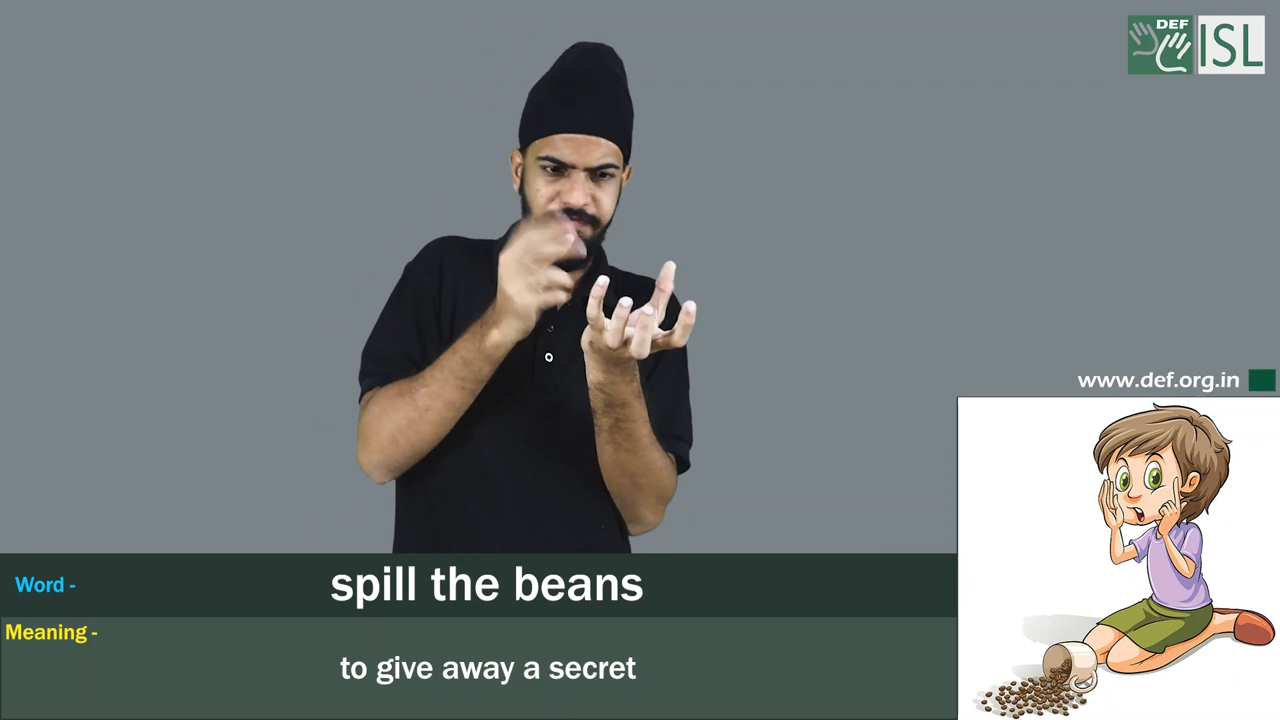 DEF
ISL
www.def.org.in
Word - spill the beans
Meaning -
to give away a secret